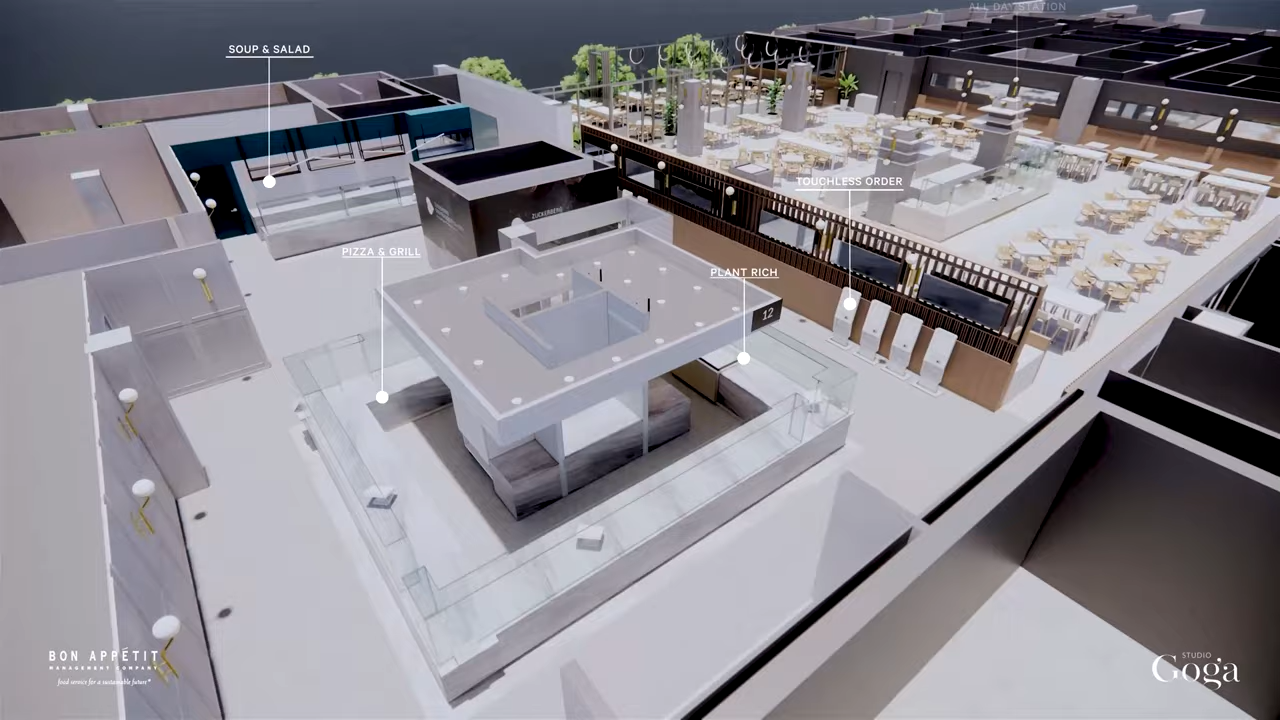 ALL DAY STATION
SOUP & SALAD
TOUCHLESS ORDER
ZUCKERBERG
PIZZA & GRILL
PLANT RICH
12
BON APPÉTIT
MANAGEMENT COMPANY
food service for a sustainable future®
STUDIO
Goga